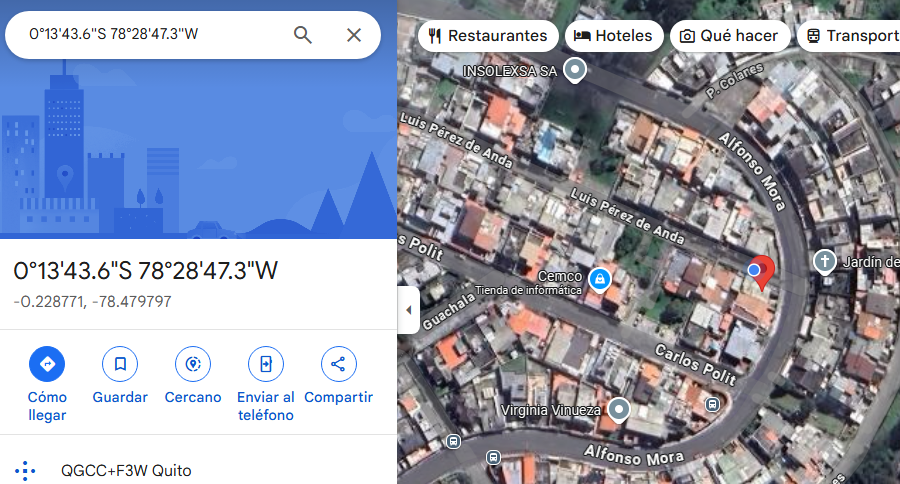 0°13'43.6"S 78°28'47.3"W
Restaurantes
Hoteles
Qué hacer
Transport
INSOLEXSA SA
P. Colares
Luis Pérez de Anda
Alfonso Mora
Luis Pérez de Anda
s Polit
0°13'43.6"S 78°28'47.3"W
-0.228771, -78.479797
Jardín de
Cemco
Tienda de informática
Guachala
Carlos Polit
Cómo llegar
Guardar
Cercano
Enviar al teléfono
Compartir
Virginia Vinueza
Alfonso Mora
es
QGCC+F3W Quito